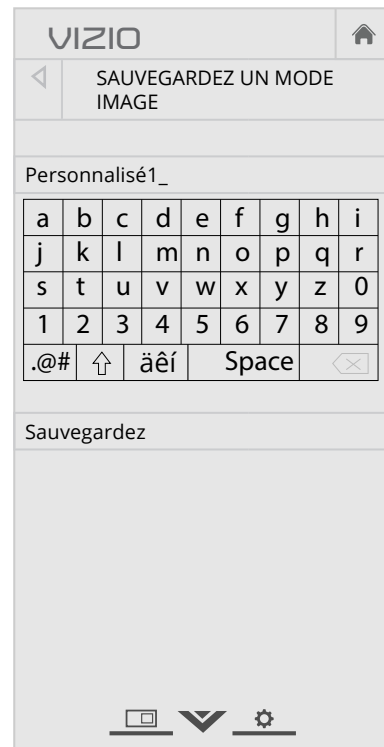 VIZIO
SAUVEGARDEZ UN MODE
IMAGE
Personnalisé1_
a b c d e f g h i
j k l m n o p q r
s t u v w x y z 0
1 2 3 4 5 6 7 8 9
.@# äêí Space
Sauvegardez